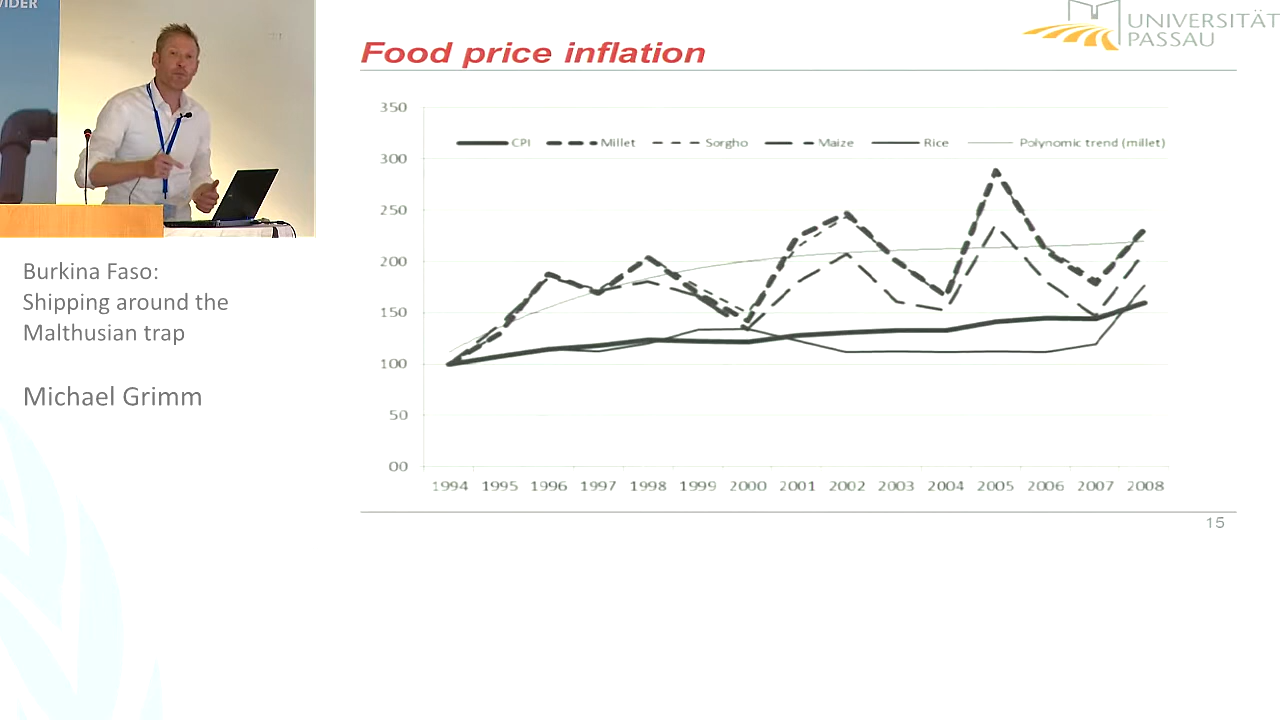 VIDER
UNIVERSITÄT
PASSAU
Food price inflation
Burkina Faso:
Shipping around the
Malthusian trap
Michael Grimm
350
300
250
200
150
100
50
00
CPI Millet Sorgho Maize Rice Polynomic trend (millet)
1994 1995 1996 1997 1998 1999 2000 2001 2002 2003 2004 2005 2006 2007 2008
15